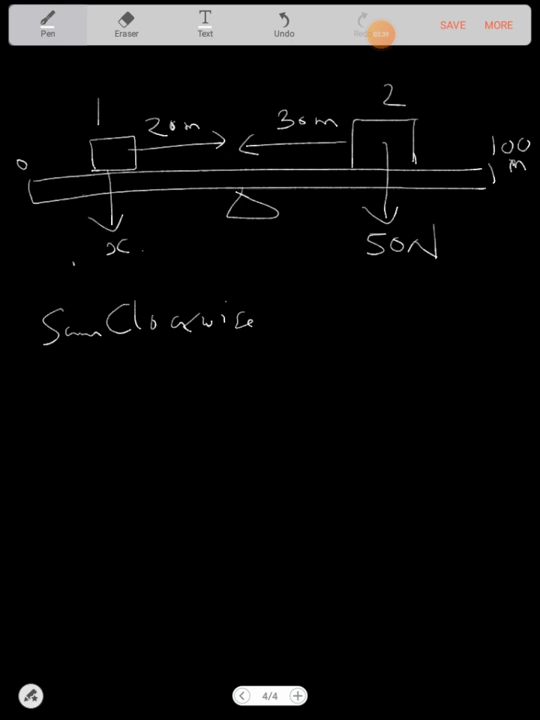 Pen Eraser Text Undo SAVE MORE
1 2
20m 30m
0 100
m
x 50N
Sum Clockwise
4/4